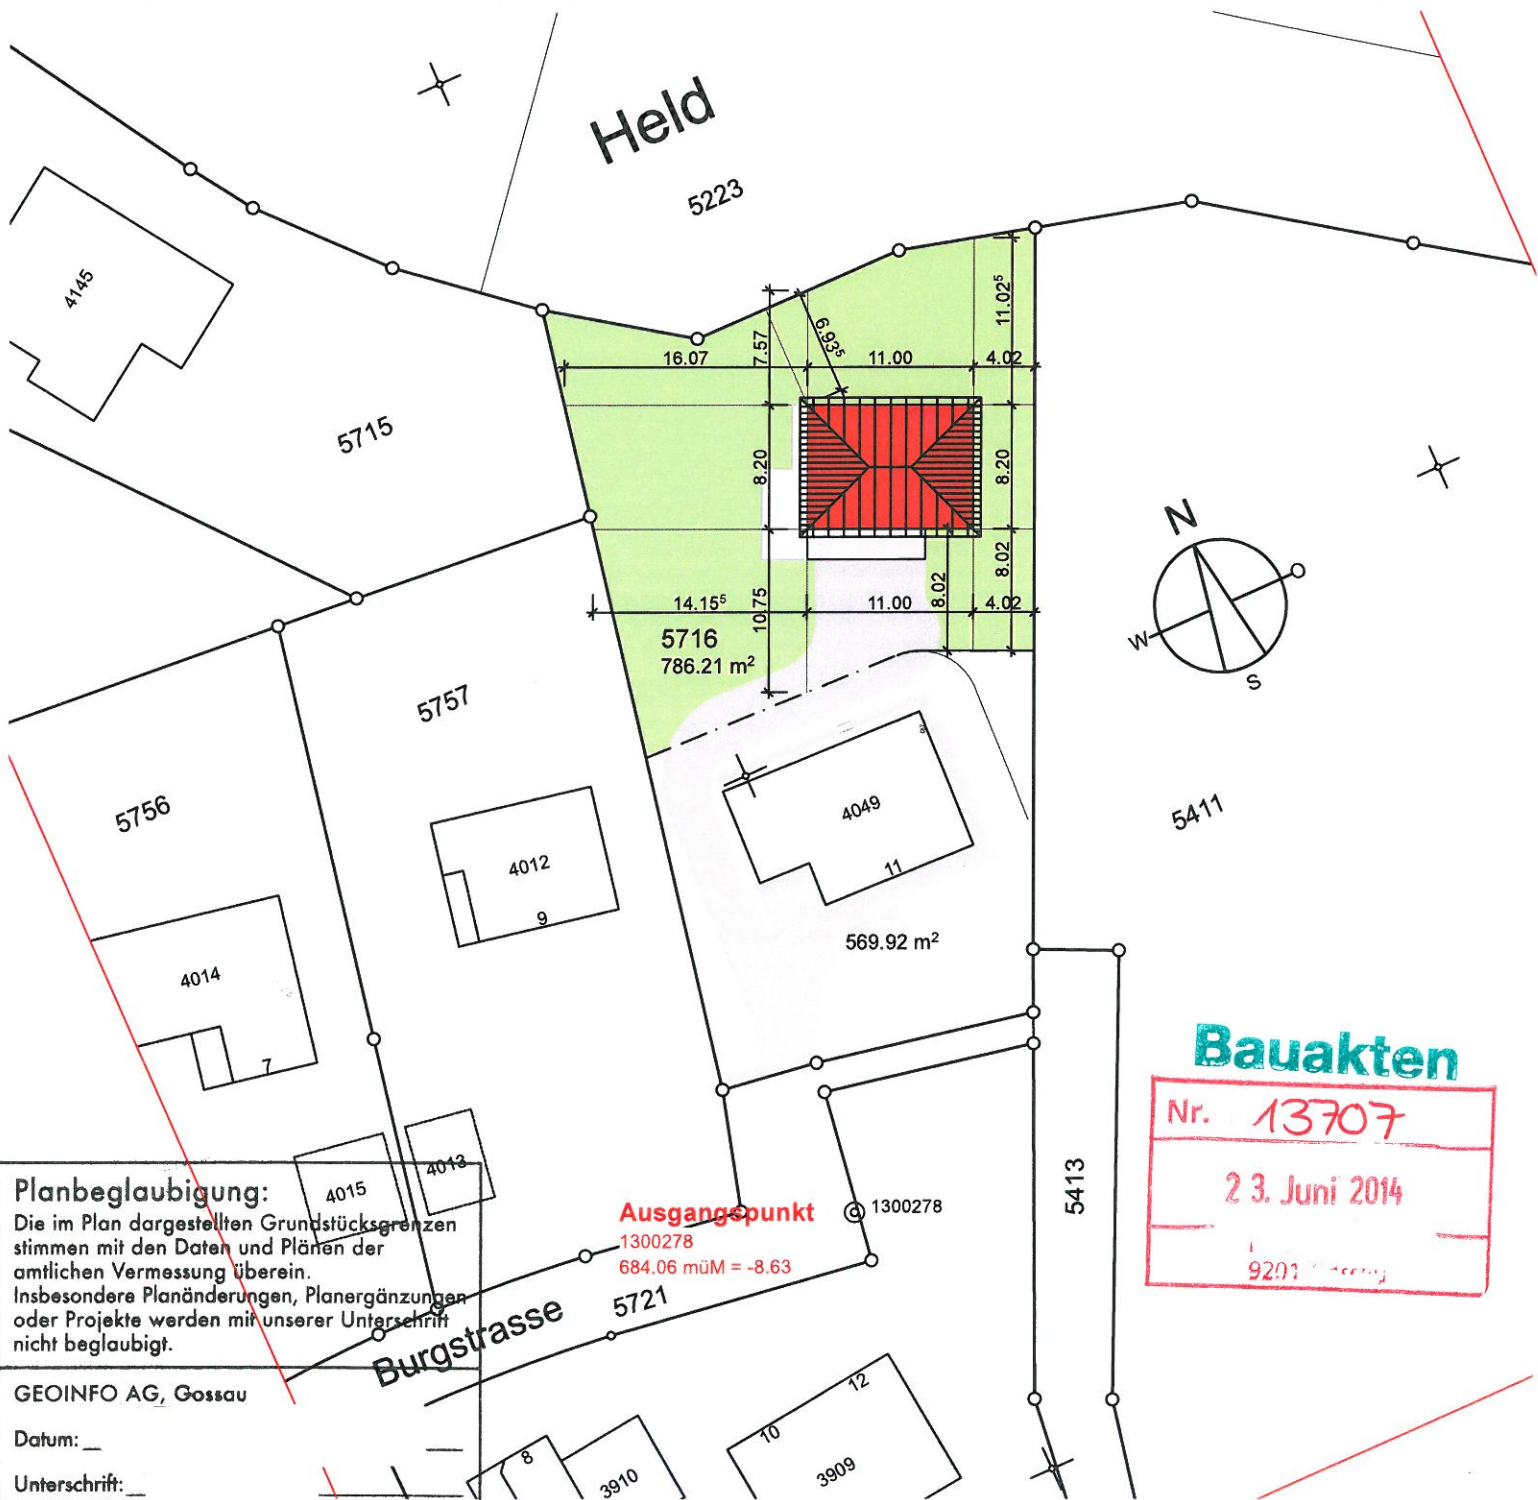 Held
5223
4145
5715
16.07
7.57
6.93⁵
11.00
11.02⁵
4.02
8.20
8.20
N
W
S
O
14.15⁵
10.75
11.00
8.02
8.02
4.02
5716
786.21 m²
5757
5756
4012
9
4014
7
4049
11
569.92 m²
5411
Bauakten
Nr. 13707
23. Juni 2014
9201
5413
4013
4015
Planbeglaubigung:
Die im Plan dargestellten Grundstücksgrenzen
stimmen mit den Daten und Plänen der
amtlichen Vermessung überein.
Insbesondere Planänderungen, Planergänzungen
oder Projekte werden mit unserer Unterschrift
nicht beglaubigt.
GEOINFO AG, Gossau
Datum:
Unterschrift:
Ausgangspunkt
1300278
684.06 müM = -8.63
1300278
Burgstrasse
5721
8
3910
10
12
3909